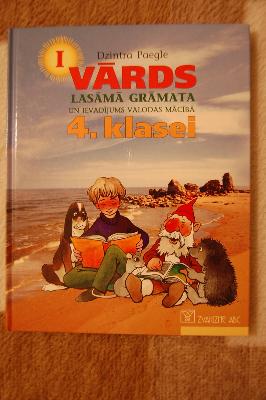 I
Dzintra Paegle
VĀRDS
LASĀMĀ GRĀMATA
UN IEVADĪJUMS VALODAS MĀCĪBĀ
4. klasei
ZVAIGZNE ABC